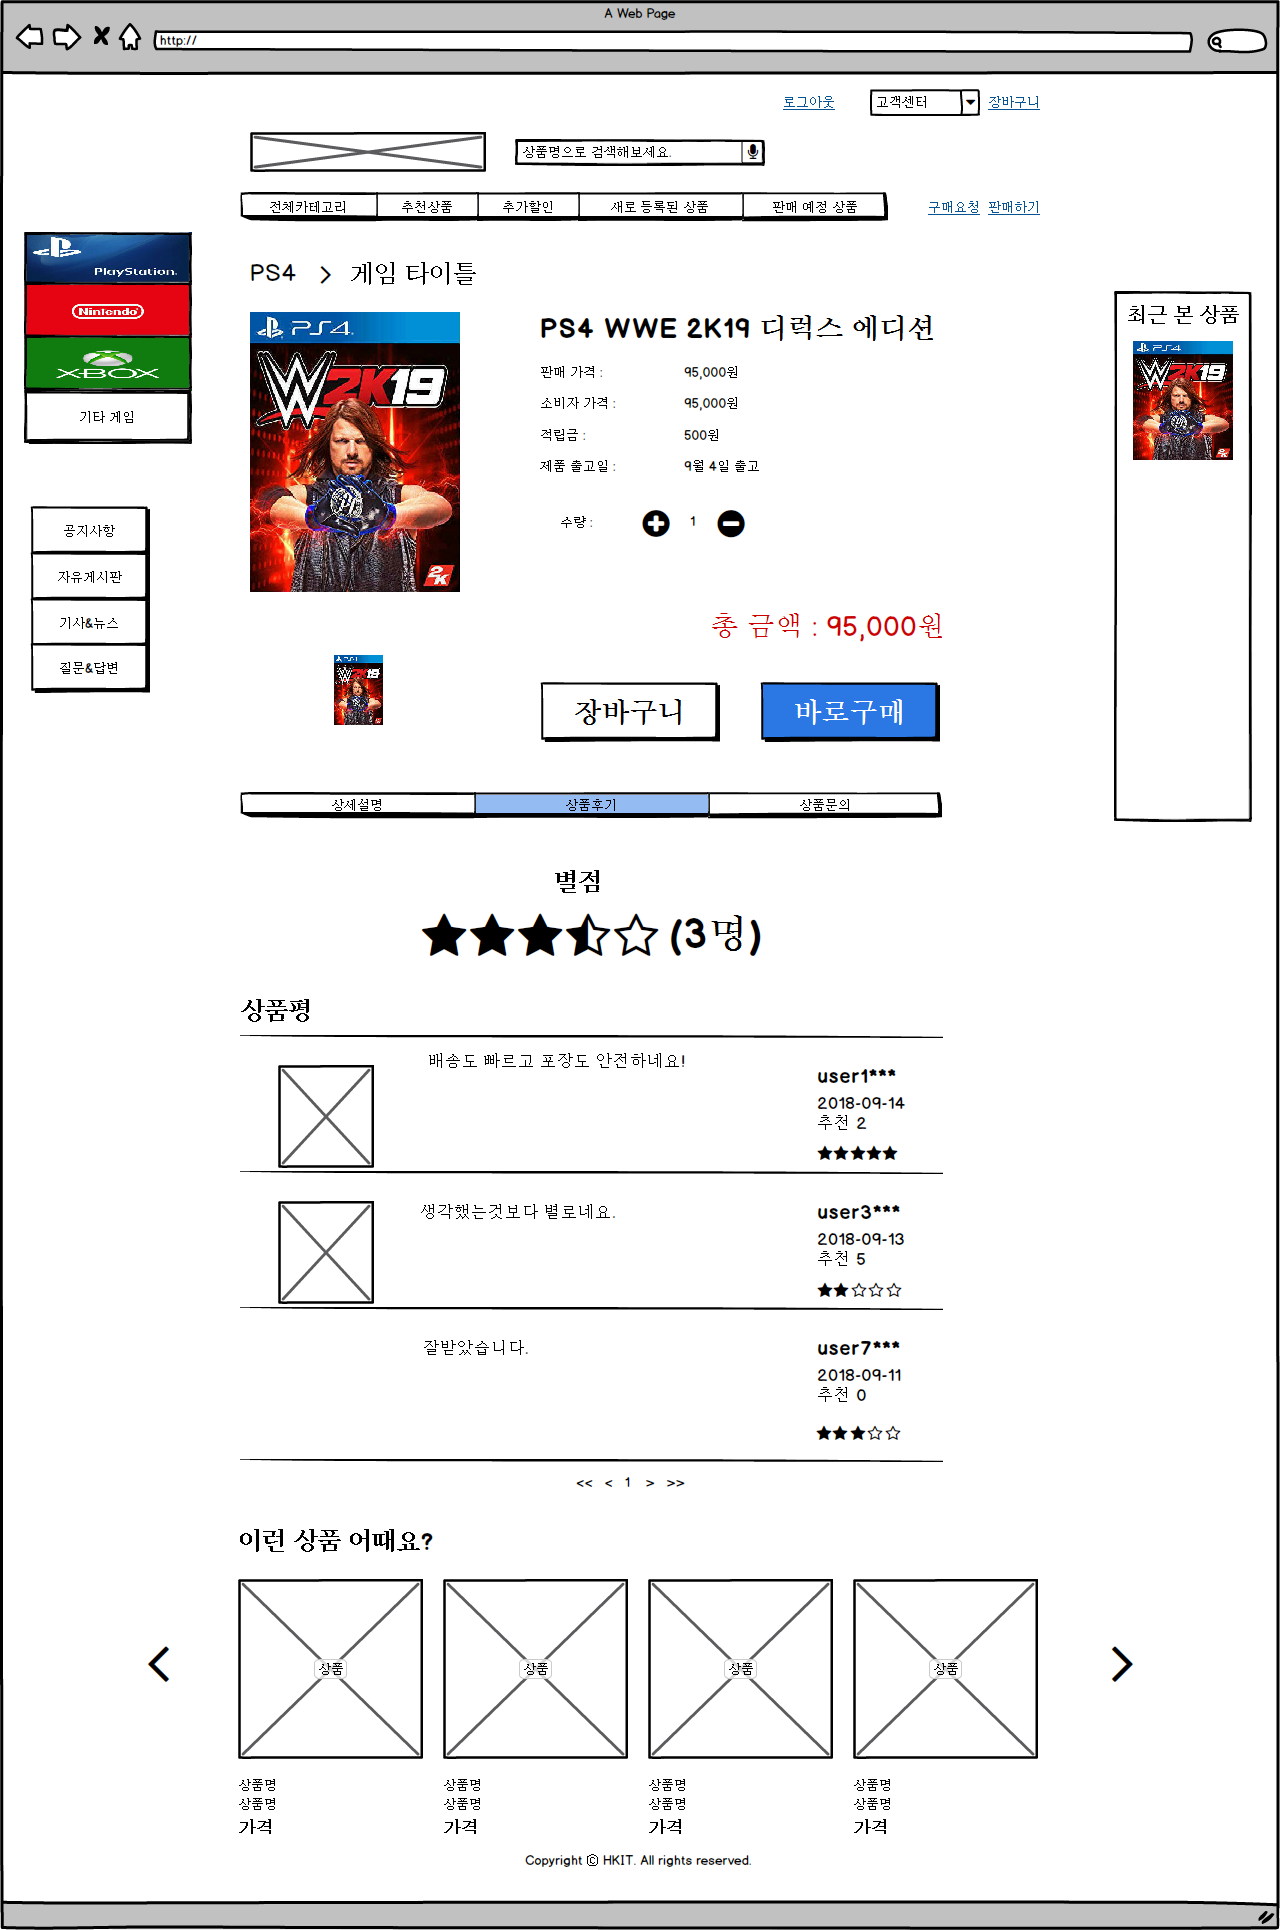 A Web Page
http://
로그아웃
고객센터
장바구니
상품명으로 검색해보세요.
전체카테고리 추천상품 추가할인 새로 등록된 상품 판매 예정 상품
구매요청 판매하기
PlayStation.
Nintendo
XBOX
기타 게임
공지사항
자유게시판
기사&뉴스
질문&답변
PS4 > 게임 타이틀
PS4
W2K19
2K
PS4 WWE 2K19 디럭스 에디션
판매 가격 : 95,000원
소비자 가격 : 95,000원
적립금 : 500원
제품 출고일 : 9월 4일 출고
수량 : 1
총 금액 : 95,000원
PS4
W2K19
장바구니 바로구매
최근 본 상품
PS4
W2K19
2K
상세설명 상품후기 상품문의
별점
(3명)
상품평
배송도 빠르고 포장도 안전하네요!
user1***
2018-09-14
추천 2
생각했는것보다 별로네요.
user3***
2018-09-13
추천 5
잘받았습니다.
user7***
2018-09-11
추천 0
<< < 1 > >>
이런 상품 어때요?
상품 상품 상품 상품
상품명 상품명 상품명 상품명
상품명 상품명 상품명 상품명
가격 가격 가격 가격
Copyright ⓒ HKIT. All rights reserved.